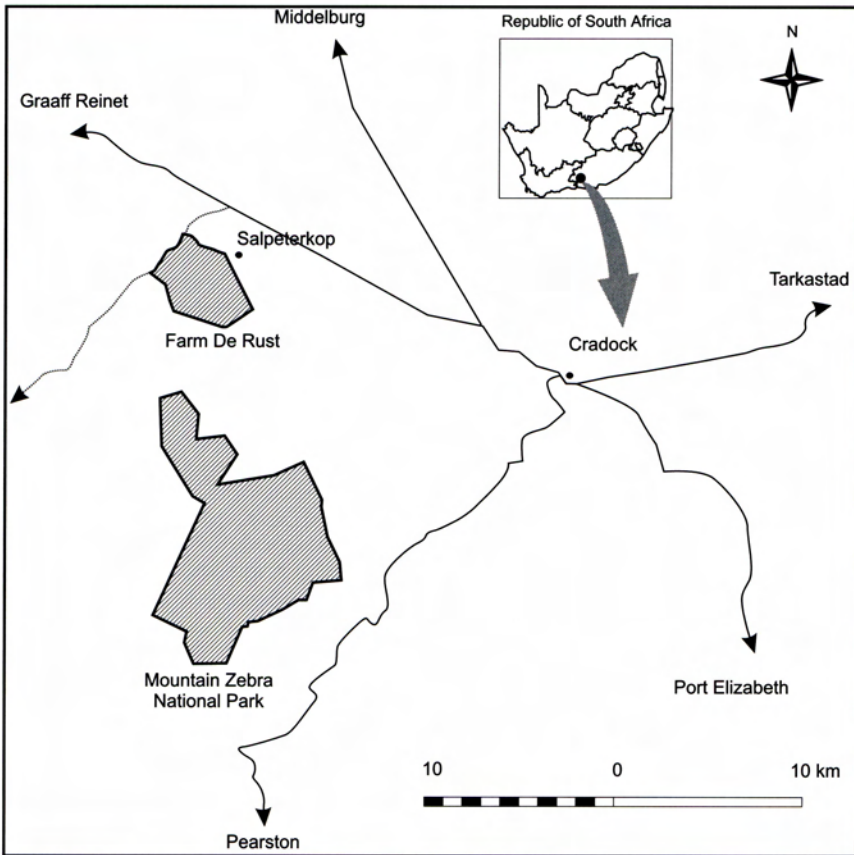 Middelburg
Republic of South Africa
N
Graaff Reinet
Salpeterkop
Tarkastad
Farm De Rust
Cradock
Mountain Zebra
National Park
Port Elizabeth
10 0 10 km
Pearston